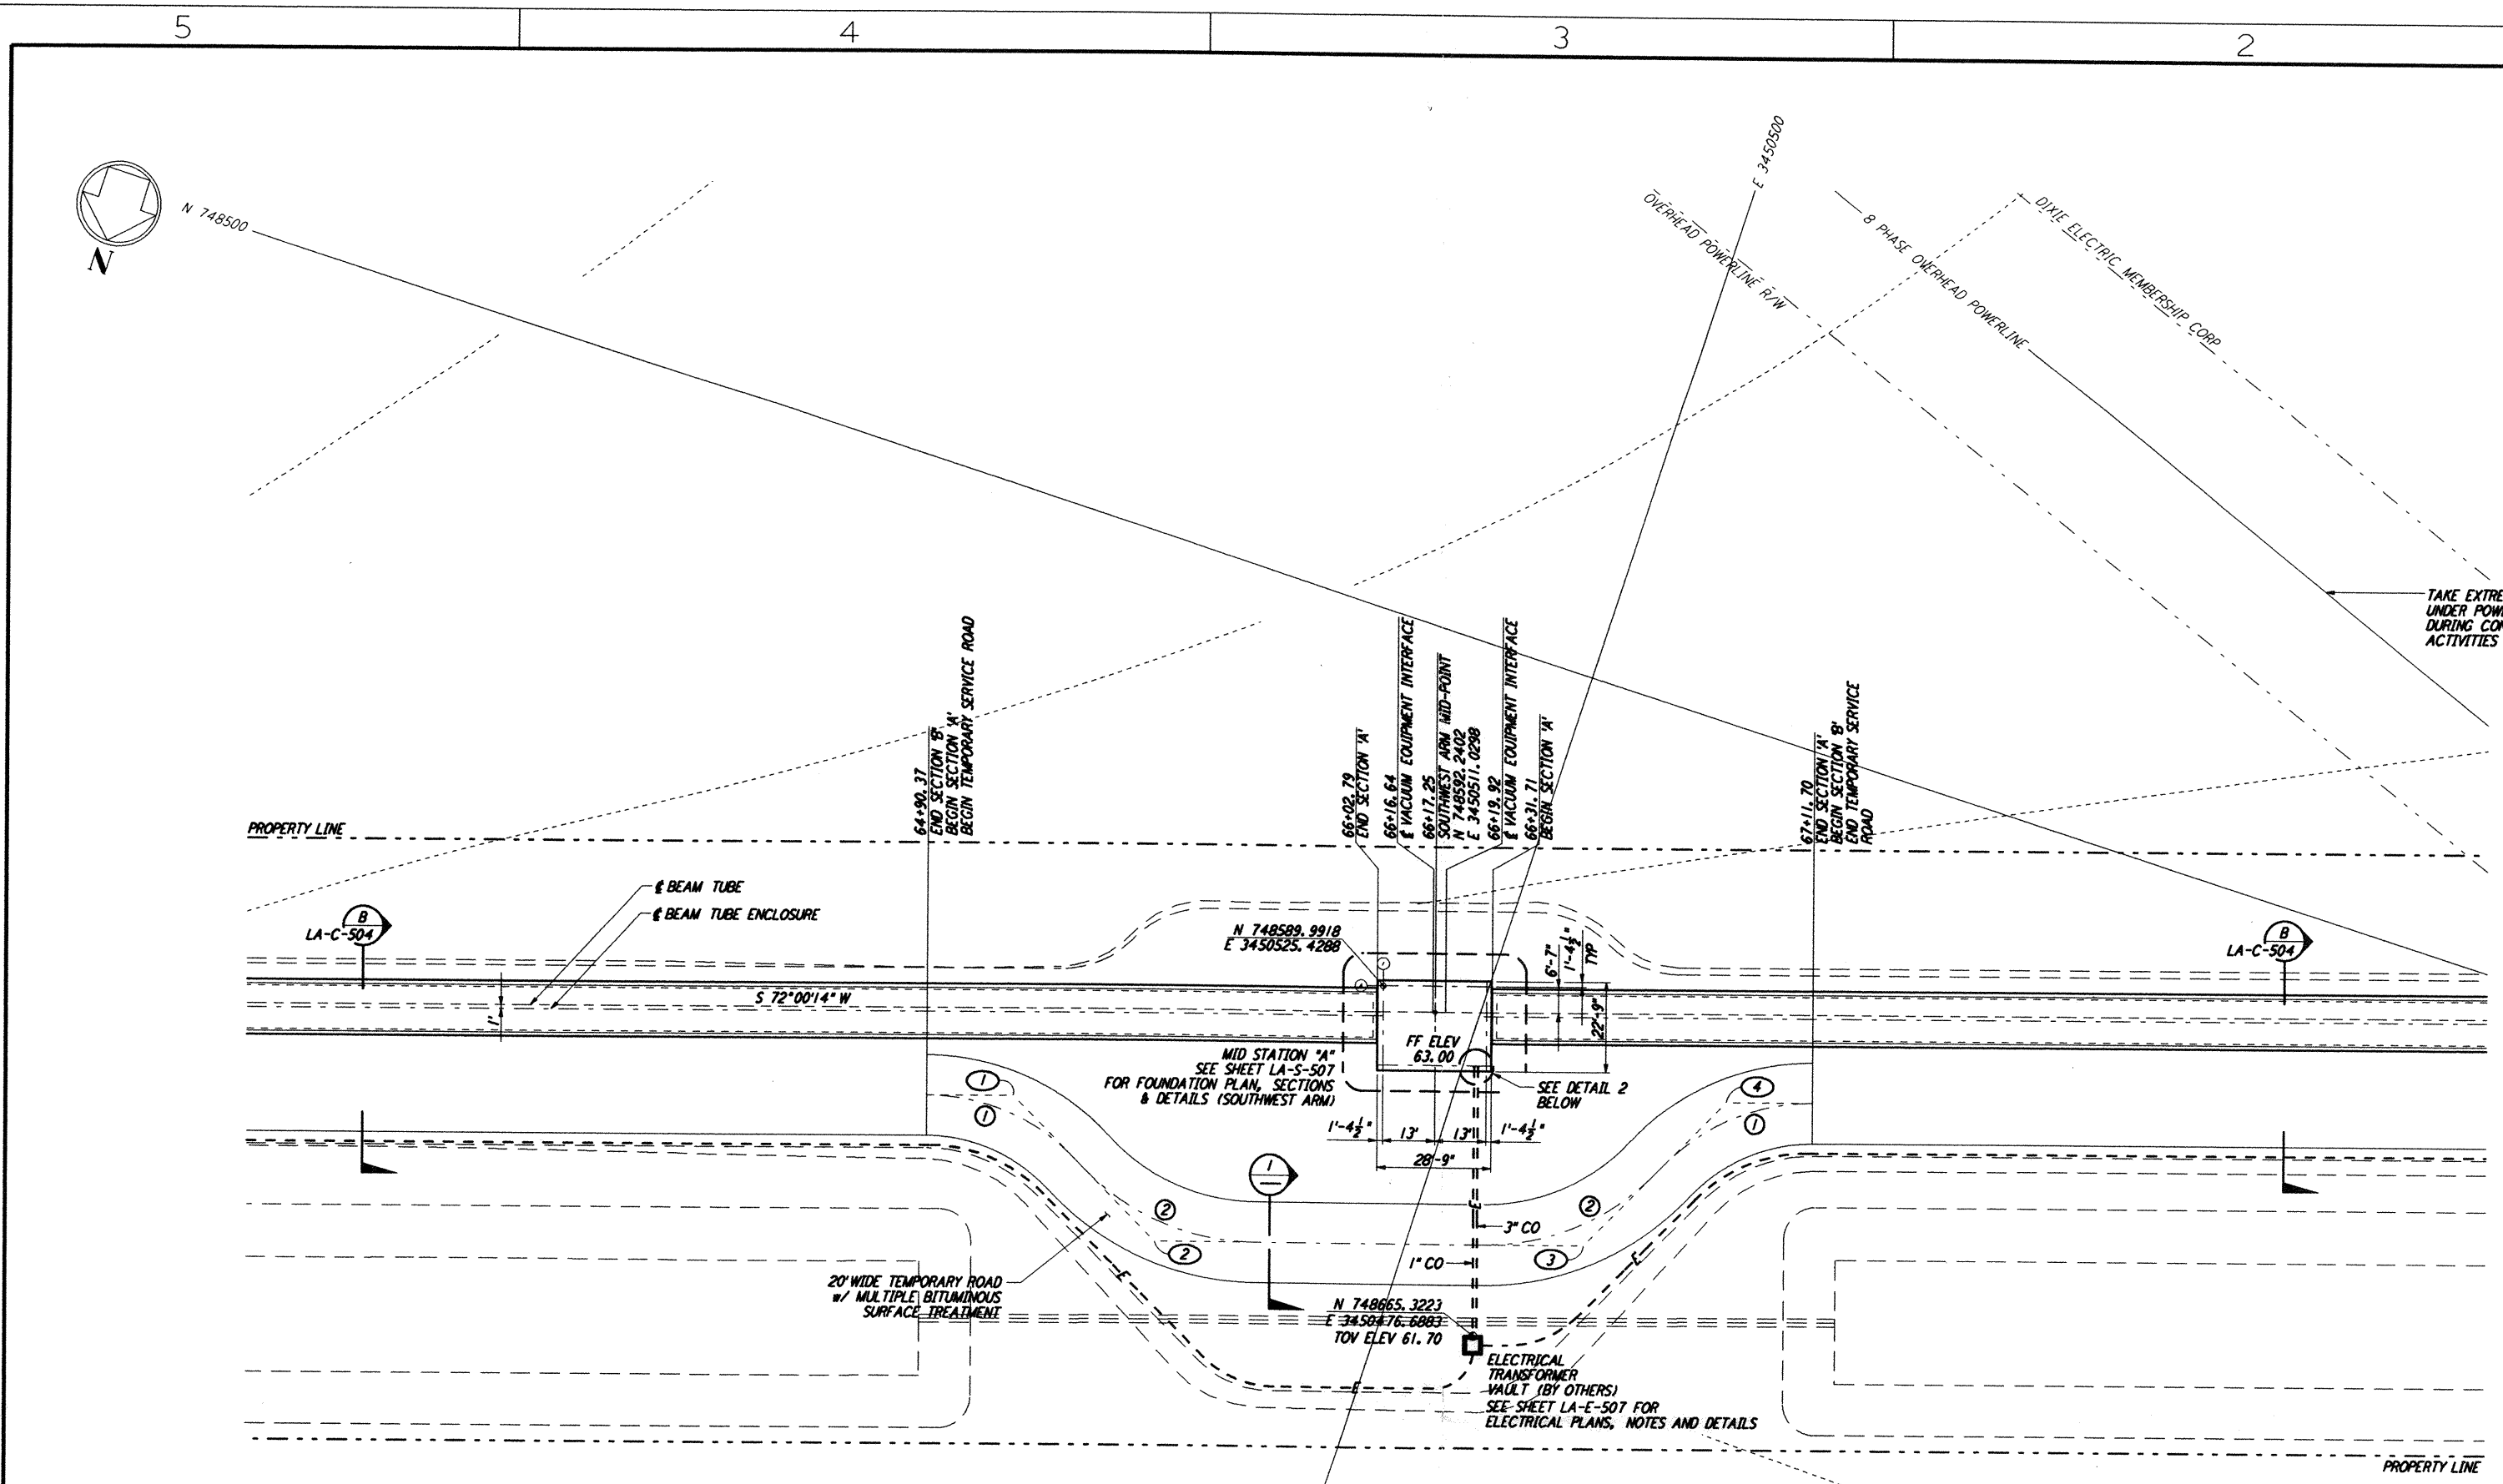 5
4
3
2
N
N 748500
E 3450500
OVERHEAD POWERLINE R/W
8 PHASE OVERHEAD POWERLINE
DIXIE ELECTRIC MEMBERSHIP CORP
TAKE EXTRE
UNDER POW
DURING CON
ACTIVITIES
64+90.37
END SECTION 'B'
BEGIN SECTION 'A'
BEGIN TEMPORARY SERVICE ROAD
66+02.79
END SECTION 'A'
66+16.64
℄ VACUUM EQUIPMENT INTERFACE
66+17.25
SOUTHWEST ARM MID-POINT
N 748592.2402
E 3450511.0298
66+19.92
℄ VACUUM EQUIPMENT INTERFACE
66+31.71
BEGIN SECTION 'A'
67+11.70
END SECTION 'A'
BEGIN SECTION 'B'
END TEMPORARY SERVICE
ROAD
PROPERTY LINE
℄ BEAM TUBE
℄ BEAM TUBE ENCLOSURE
B
LA-C-504
N 748589.9918
E 3450525.4288
6'-7"
1'-4½"
TYP
B
LA-C-504
S 72°00'14" W
1'
22'-9"
FF ELEV
63.00
MID STATION "A"
SEE SHEET LA-S-507
FOR FOUNDATION PLAN, SECTIONS
& DETAILS (SOUTHWEST ARM)
SEE DETAIL 2
BELOW
1
1
4
1
1'-4½"
13'
13'
1'-4½"
28'-9"
1
2
2
2
3
3" CO
1" CO
E
E
E
E
20' WIDE TEMPORARY ROAD
w/ MULTIPLE BITUMINOUS
SURFACE TREATMENT
N 748665.3223
E 3450476.6883
TOV ELEV 61.70
ELECTRICAL
TRANSFORMER
VAULT (BY OTHERS)
SEE SHEET LA-E-507 FOR
ELECTRICAL PLANS, NOTES AND DETAILS
PROPERTY LINE